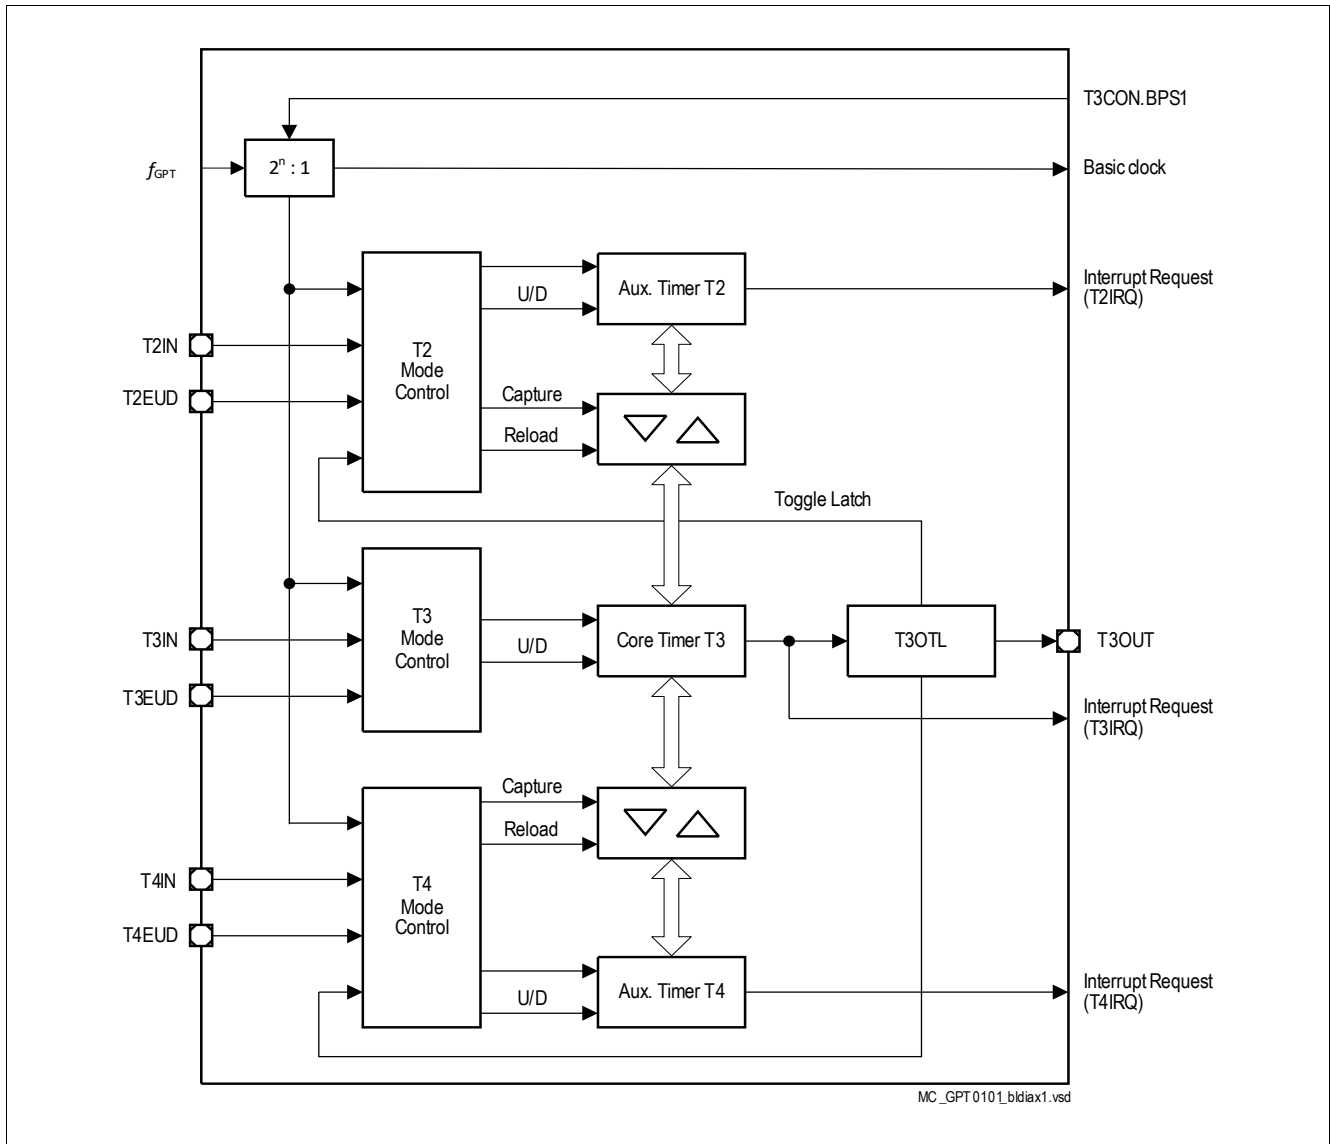 T3CON.BPS1
fGPT
2n : 1
Basic clock
Interrupt Request
(T2IRQ)
Aux. Timer T2
U/D
T2IN
T2
Mode
Control
T2EUD
Capture
Reload
Toggle Latch
T3IN
T3
Mode
Control
U/D
Core Timer T3
T3OTL
T3OUT
T3EUD
Interrupt Request
(T3IRQ)
Capture
Reload
T4IN
T4
Mode
Control
T4EUD
U/D
Aux. Timer T4
Interrupt Request
(T4IRQ)
MC_GPT0101_bldiax1.vsd